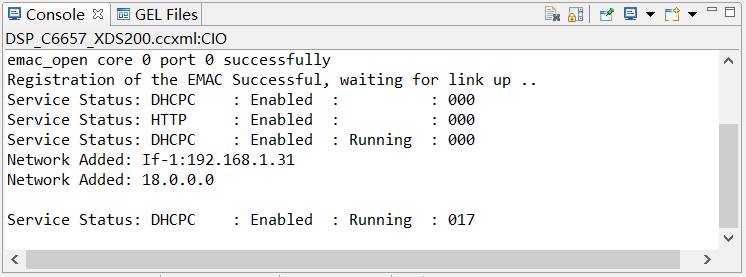 Console GEL Files
DSP_C6657_XDS200.ccxml:CIO
emac_open core 0 port 0 successfully
Registration of the EMAC Successful, waiting for link up ..
Service Status: DHCPC    : Enabled  :          : 000
Service Status: HTTP     : Enabled  :          : 000
Service Status: DHCPC    : Enabled  : Running  : 000
Network Added: If-1:192.168.1.31
Network Added: 18.0.0.0
Service Status: DHCPC    : Enabled  : Running  : 017